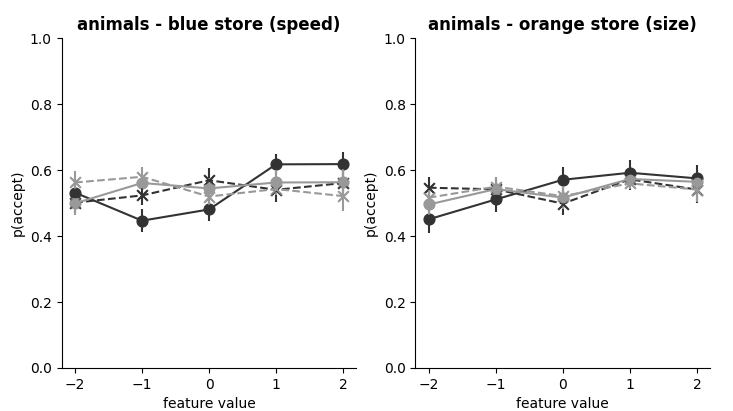 animals - blue store (speed)
1.0
0.8
0.6
0.4
0.2
0.0
p(accept)
−2 −1 0 1 2
feature value
animals - orange store (size)
1.0
0.8
0.6
0.4
0.2
0.0
p(accept)
−2 −1 0 1 2
feature value